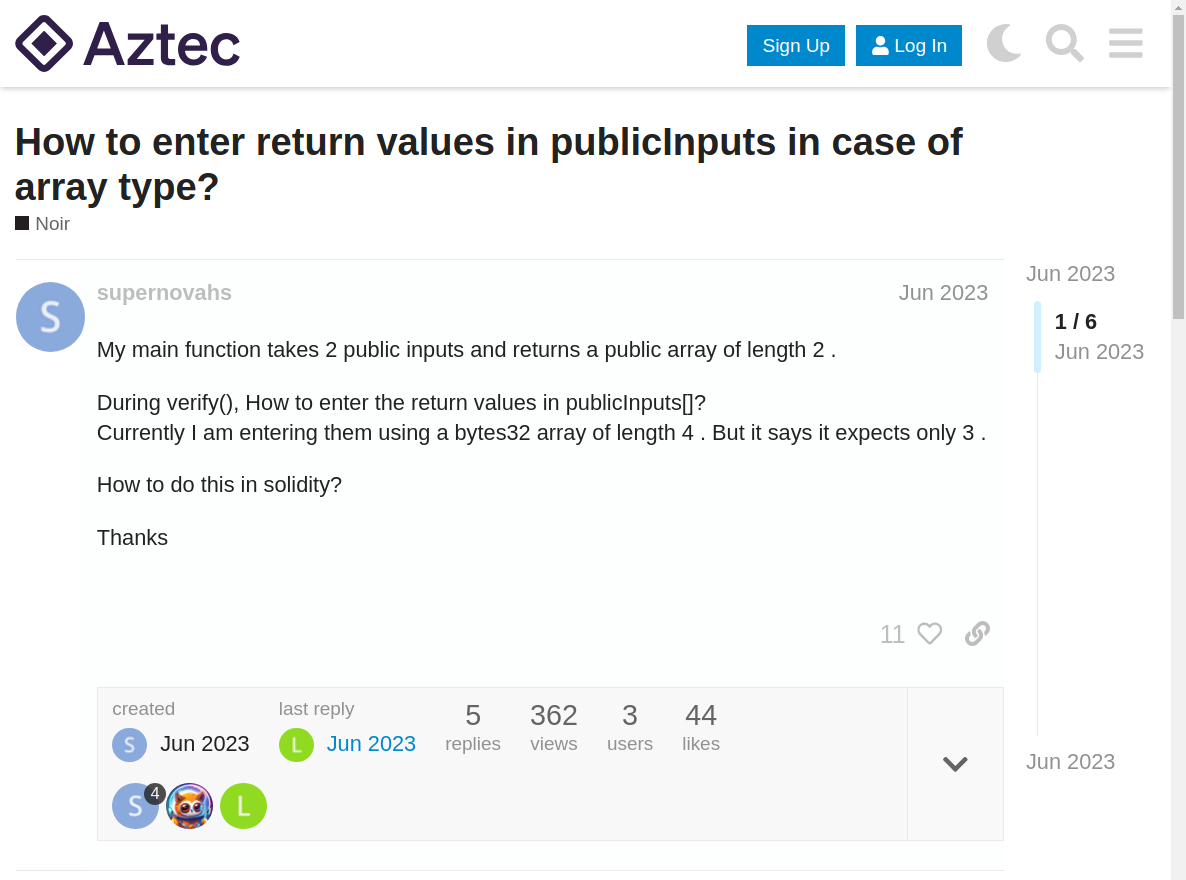 Aztec
Sign Up
Log In
How to enter return values in publicInputs in case of
array type?
Noir
S
supernovahs
Jun 2023
My main function takes 2 public inputs and returns a public array of length 2 .
During verify(), How to enter the return values in publicInputs[]?
Currently I am entering them using a bytes32 array of length 4 . But it says it expects only 3 .
How to do this in solidity?
Thanks
11
Jun 2023
1 / 6
Jun 2023
Jun 2023
created
S
Jun 2023
last reply
L
Jun 2023
5
replies
362
views
3
users
44
likes
S
4
L